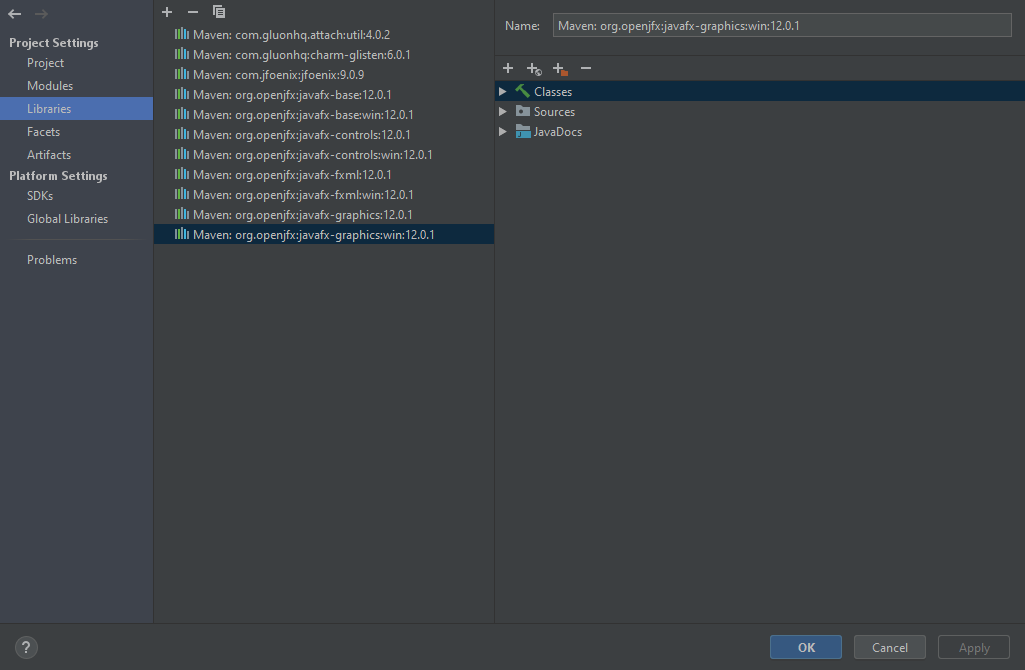 Project Settings
Project
Modules
Libraries
Facets
Artifacts
Platform Settings
SDKs
Global Libraries
Problems
Maven: com.gluonhq.attach:util:4.0.2
Maven: com.gluonhq:charm-glisten:6.0.1
Maven: com.jfoenix:jfoenix:9.0.9
Maven: org.openjfx:javafx-base:12.0.1
Maven: org.openjfx:javafx-base:win:12.0.1
Maven: org.openjfx:javafx-controls:12.0.1
Maven: org.openjfx:javafx-controls:win:12.0.1
Maven: org.openjfx:javafx-fxml:12.0.1
Maven: org.openjfx:javafx-fxml:win:12.0.1
Maven: org.openjfx:javafx-graphics:12.0.1
Maven: org.openjfx:javafx-graphics:win:12.0.1
Name: Maven: org.openjfx:javafx-graphics:win:12.0.1
Classes
Sources
JavaDocs
? OK Cancel Apply